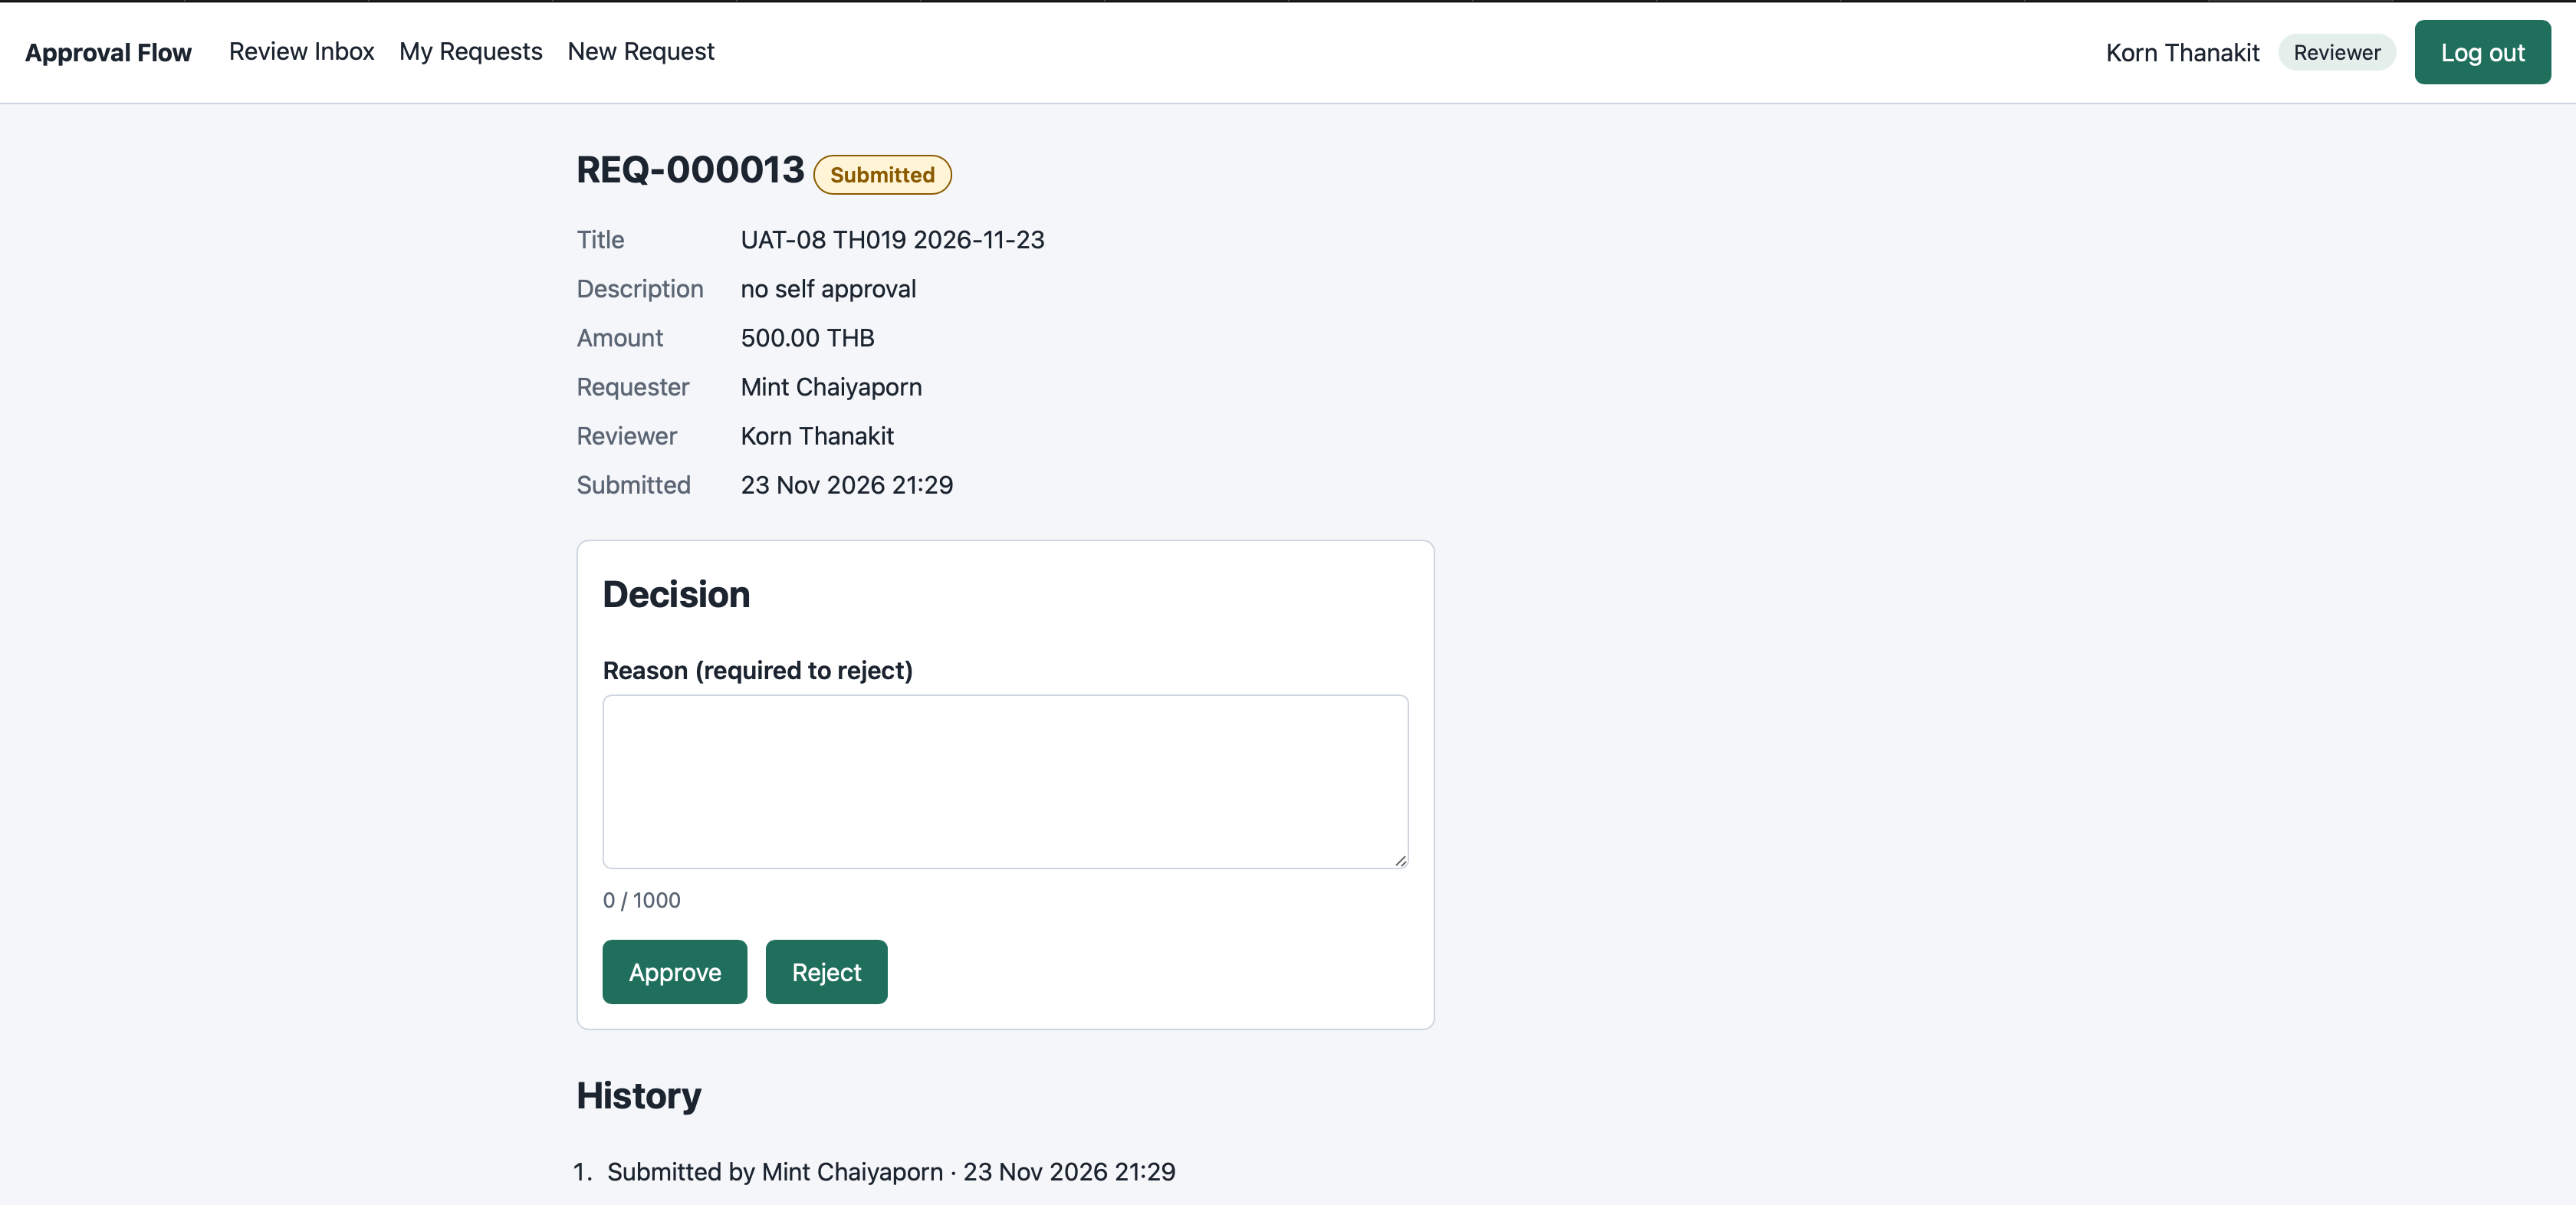 Approval Flow Review Inbox My Requests New Request Korn Thanakit Reviewer Log out
REQ-000013 Submitted
Title UAT-08 TH019 2026-11-23
Description no self approval
Amount 500.00 THB
Requester Mint Chaiyaporn
Reviewer Korn Thanakit
Submitted 23 Nov 2026 21:29
Decision
Reason (required to reject)
0 / 1000
Approve Reject
History
1. Submitted by Mint Chaiyaporn · 23 Nov 2026 21:29